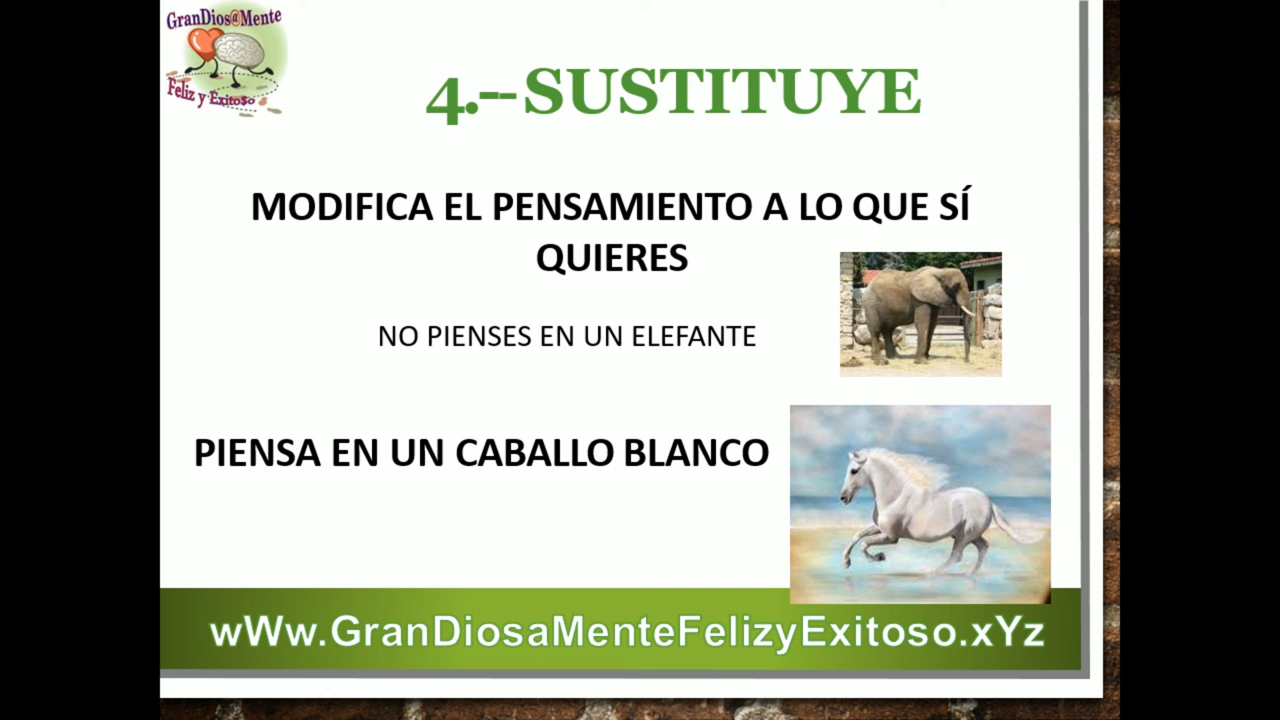 GranDios@Mente
Feliz y Exito$o
4.--SUSTITUYE
MODIFICA EL PENSAMIENTO A LO QUE SÍ
QUIERES
NO PIENSES EN UN ELEFANTE
PIENSA EN UN CABALLO BLANCO
wWw.GranDiosaMenteFelizyExitoso.xYz